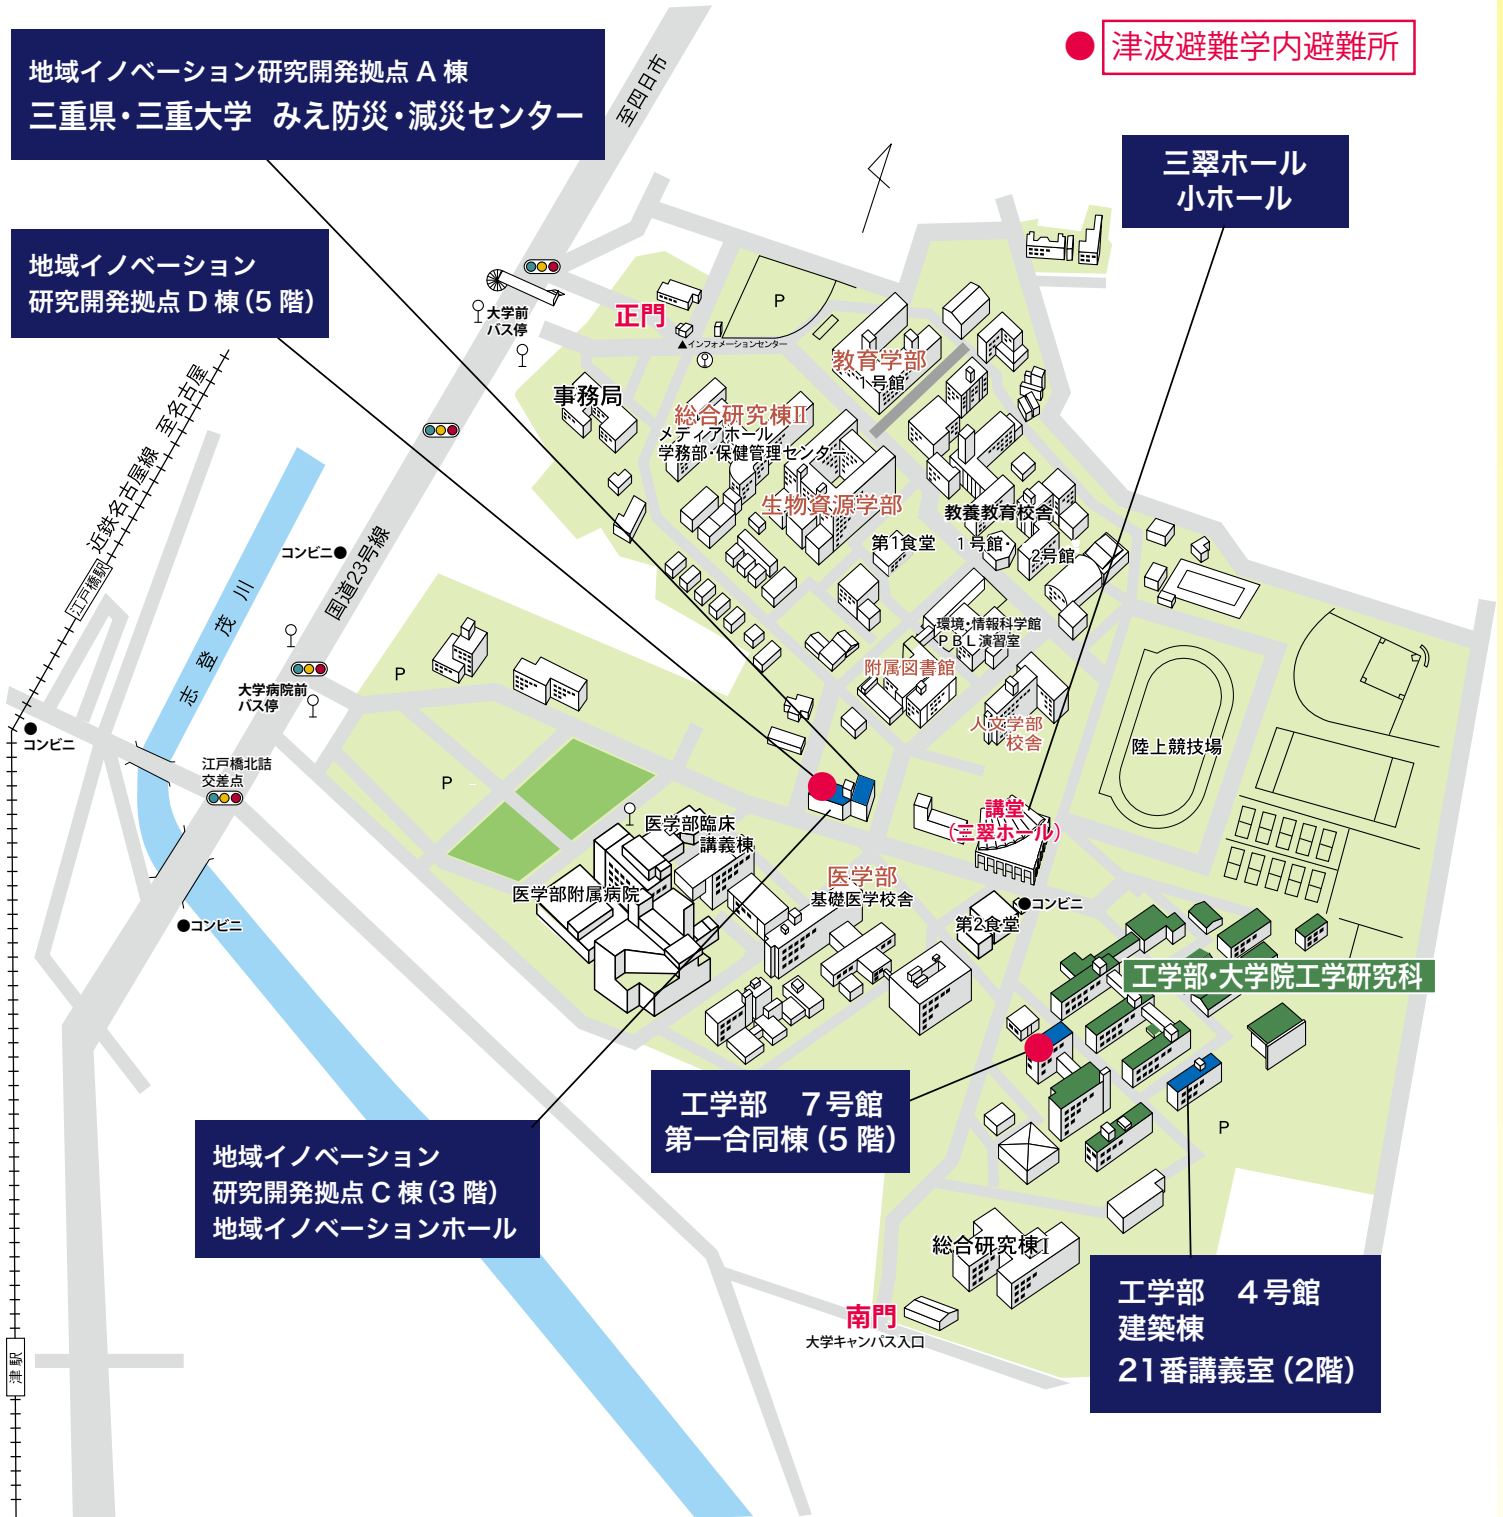 地域イノベーション研究開発拠点 A 棟
三重県・三重大学 みえ防災・減災センター
津波避難学内避難所
至四日市
三翠ホール
小ホール
地域イノベーション
研究開発拠点 D 棟(5 階)
正門
P
大学前
バス停
▲インフォメーションセンター
教育学部
1号館
事務局
総合研究棟Ⅱ
メディアホール
学務部・保健管理センター
近鉄名古屋線 至名古屋
江戸橋駅
コンビニ
国道23号線
生物資源学部
教養教育校舎
1号館・
2号館
第1食堂
志登茂川
環境・情報科学館
PBL演習室
附属図書館
P
大学病院前
バス停
コンビニ
人文学部
校舎
陸上競技場
江戸橋北詰
交差点
P
講堂
(三翠ホール)
医学部臨床
講義棟
医学部
基礎医学校舎
医学部附属病院
コンビニ
第2食堂
コンビニ
工学部・大学院工学研究科
工学部 7号館
第一合同棟(5 階)
P
地域イノベーション
研究開発拠点 C 棟(3 階)
地域イノベーションホール
総合研究棟Ⅰ
工学部 4号館
建築棟
21番講義室(2階)
南門
大学キャンパス入口
津駅